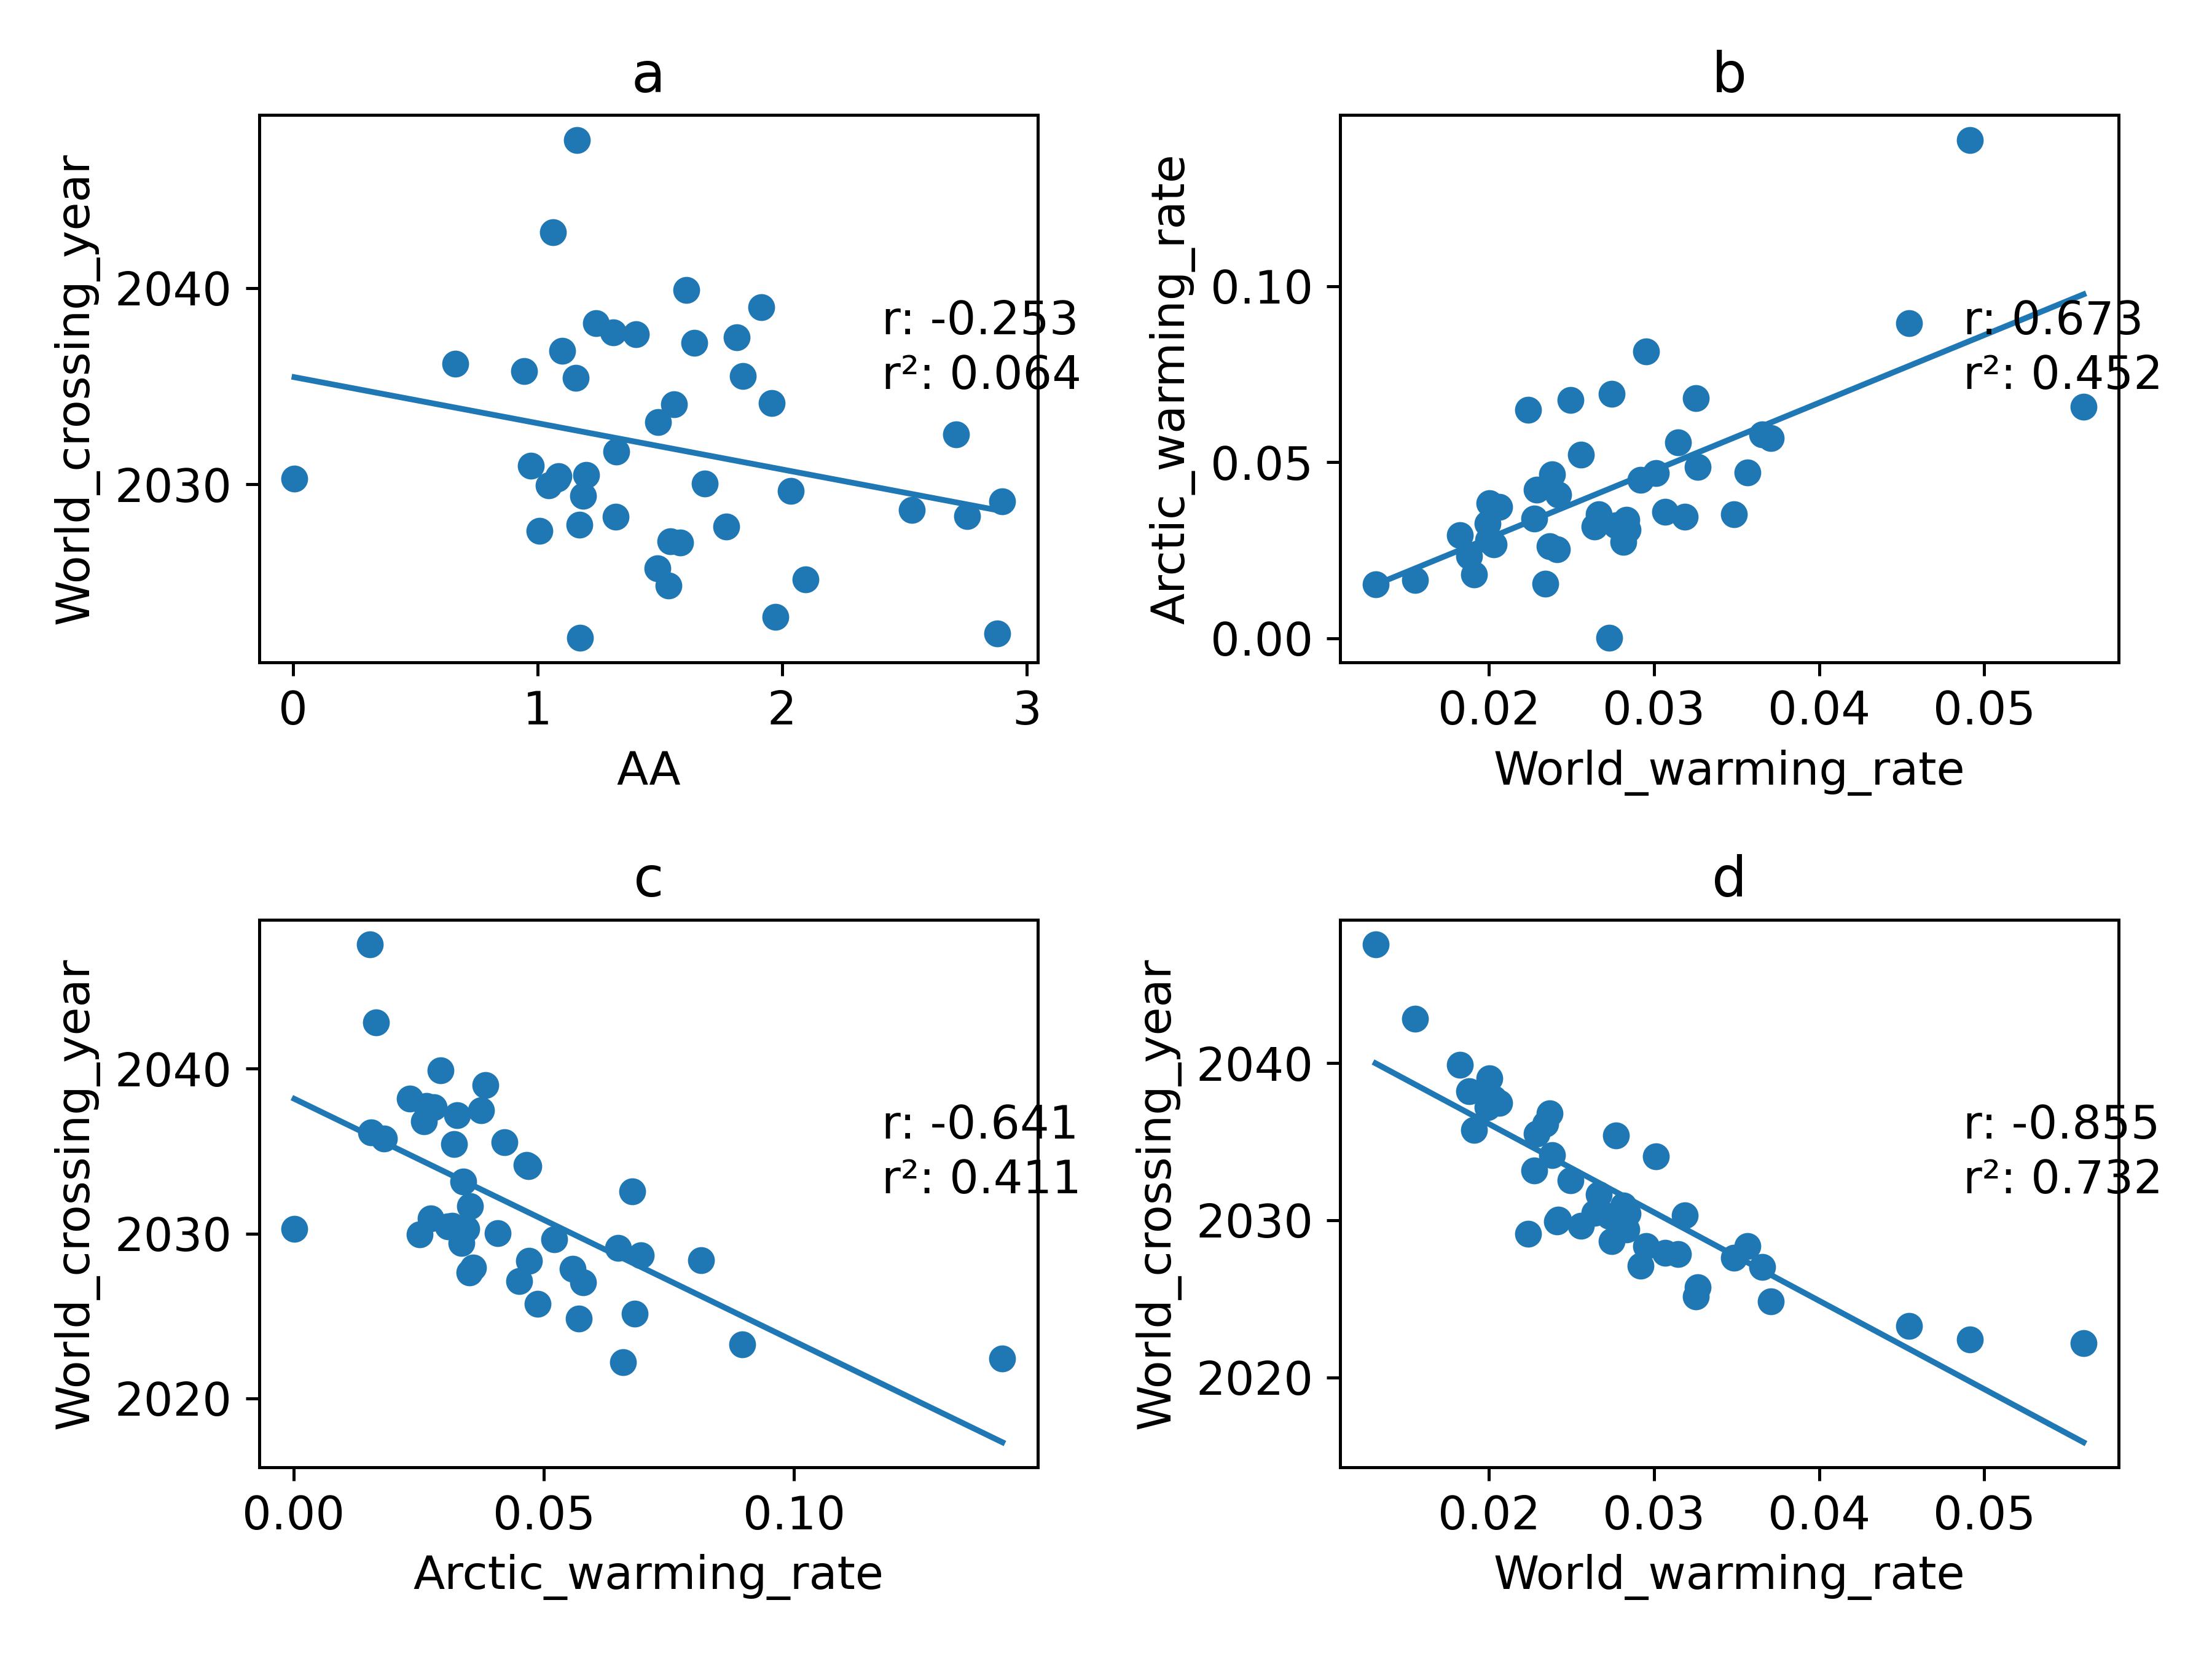 a
World_crossing_year
2040
2030
r: -0.253
r²: 0.064
0 1 2 3
AA
b
Arctic_warming_rate
0.10
0.05
0.00
r: 0.673
r²: 0.452
0.02 0.03 0.04 0.05
World_warming_rate
c
World_crossing_year
2040
2030
2020
r: -0.641
r²: 0.411
0.00 0.05 0.10
Arctic_warming_rate
d
World_crossing_year
2040
2030
2020
r: -0.855
r²: 0.732
0.02 0.03 0.04 0.05
World_warming_rate